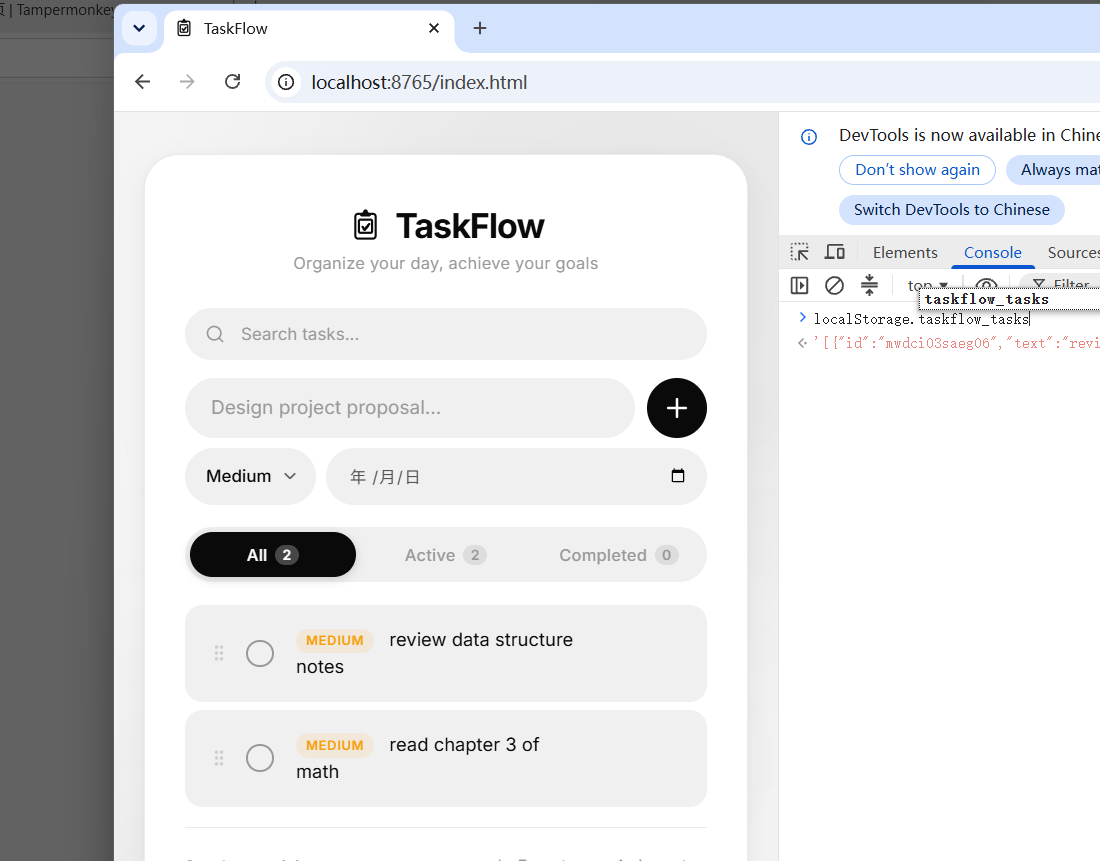 页 | Tampermonkey
TaskFlow
localhost:8765/index.html
TaskFlow
Organize your day, achieve your goals
Search tasks...
Design project proposal...
Medium
年 /月/日
All 2
Active 2
Completed 0
MEDIUM review data structure
notes
MEDIUM read chapter 3 of
math
DevTools is now available in Chine
Don't show again
Always mat
Switch DevTools to Chinese
Elements
Console
Sources
top
Filter
taskflow_tasks
localStorage.taskflow_tasks
'[{"id":"mwdci03saeg06","text":"revi